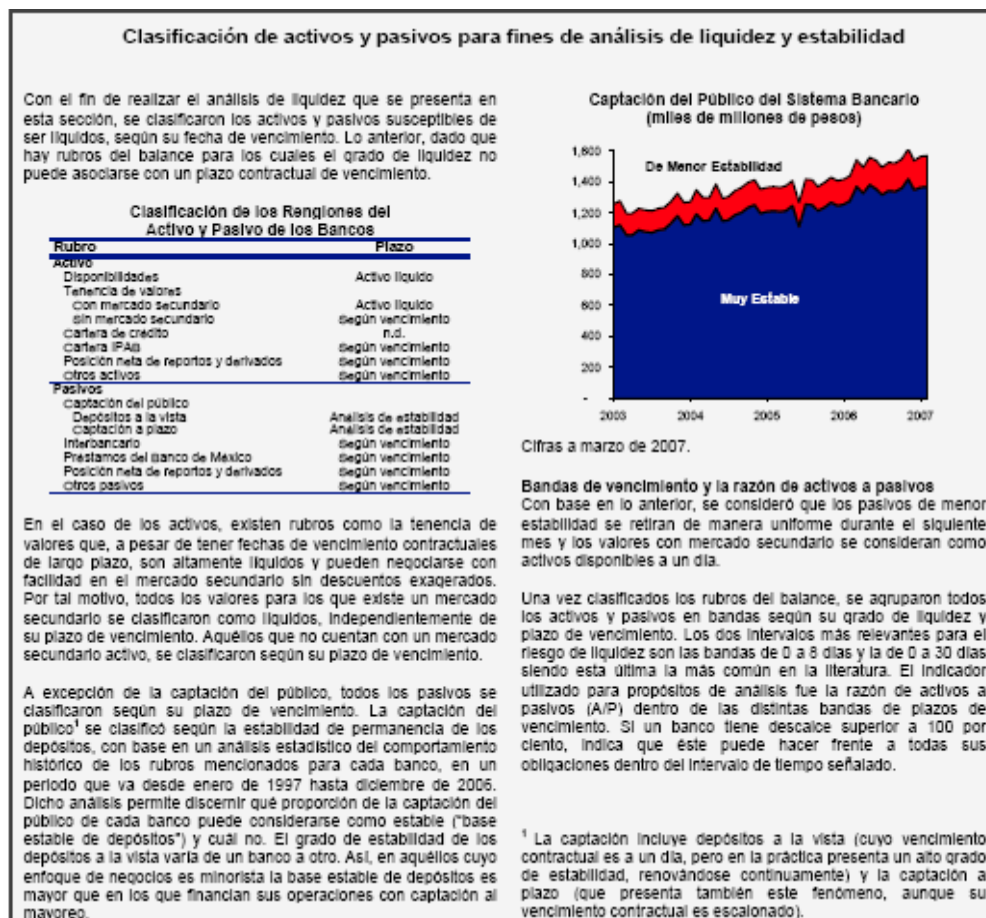 Clasificación de activos y pasivos para fines de análisis de liquidez y estabilidad
Con el fin de realizar el análisis de liquidez que se presenta en
esta sección, se clasificaron los activos y pasivos susceptibles de
ser líquidos, según su fecha de vencimiento. Lo anterior, dado que
hay rubros del balance para los cuales el grado de liquidez no
puede asociarse con un plazo contractual de vencimiento.
Clasificación de los Renglones del
Activo y Pasivo de los Bancos
Rubro Plazo
Activo
Disponibilidades Activo líquido
Tenencia de valores
Con mercado secundario Activo líquido
Sin mercado secundario Según vencimiento
Cartera de crédito n.d.
Cartera IPAB Según vencimiento
Posición neta de reportos y derivados Según vencimiento
Otros activos Según vencimiento
Pasivos
Captación del público
Depósitos a la vista Análisis de estabilidad
Captación a plazo Análisis de estabilidad
Interbancario Según vencimiento
Préstamos del Banco de México Según vencimiento
Posición neta de reportos y derivados Según vencimiento
Otros pasivos Según vencimiento
En el caso de los activos, existen rubros como la tenencia de
valores que, a pesar de tener fechas de vencimiento contractuales
de largo plazo, son altamente líquidos y pueden negociarse con
facilidad en el mercado secundario sin descuentos exagerados.
Por tal motivo, todos los valores para los que existe un mercado
secundario se clasificaron como líquidos, independientemente de
su plazo de vencimiento. Aquéllos que no cuentan con un mercado
secundario activo, se clasificaron según su plazo de vencimiento.
A excepción de la captación del público, todos los pasivos se
clasificaron según su plazo de vencimiento. La captación del
público¹ se clasificó según la estabilidad de permanencia de los
depósitos, con base en un análisis estadístico del comportamiento
histórico de los rubros mencionados para cada banco, en un
periodo que va desde enero de 1997 hasta diciembre de 2006.
Dicho análisis permite discernir qué proporción de la captación del
público de cada banco puede considerarse como estable ("base
estable de depósitos") y cuál no. El grado de estabilidad de los
depósitos a la vista varía de un banco a otro. Así, en aquéllos cuyo
enfoque de negocios es minorista la base estable de depósitos es
mayor que en los que financian sus operaciones con captación al
mayoreo.
Captación del Público del Sistema Bancario
(miles de millones de pesos)
1,600
1,400
1,200
1,000
800
600
400
200
-
De Menor Estabilidad
Muy Estable
2003 2004 2005 2006 2007
Cifras a marzo de 2007.
Bandas de vencimiento y la razón de activos a pasivos
Con base en lo anterior, se consideró que los pasivos de menor
estabilidad se retiran de manera uniforme durante el siguiente
mes y los valores con mercado secundario se consideran como
activos disponibles a un día.
Una vez clasificados los rubros del balance, se agruparon todos
los activos y pasivos en bandas según su grado de liquidez y
plazo de vencimiento. Los dos intervalos más relevantes para el
riesgo de liquidez son las bandas de 0 a 8 días y la de 0 a 30 días
siendo esta última la más común en la literatura. El indicador
utilizado para propósitos de análisis fue la razón de activos a
pasivos (A/P) dentro de las distintas bandas de plazos de
vencimiento. Si un banco tiene descalce superior a 100 por
ciento, indica que éste puede hacer frente a todas sus
obligaciones dentro del intervalo de tiempo señalado.
¹ La captación incluye depósitos a la vista (cuyo vencimiento
contractual es a un día, pero en la práctica presenta un alto grado
de estabilidad, renovándose continuamente) y la captación a
plazo (que presenta también este fenómeno, aunque su
vencimiento contractual es escalonado).